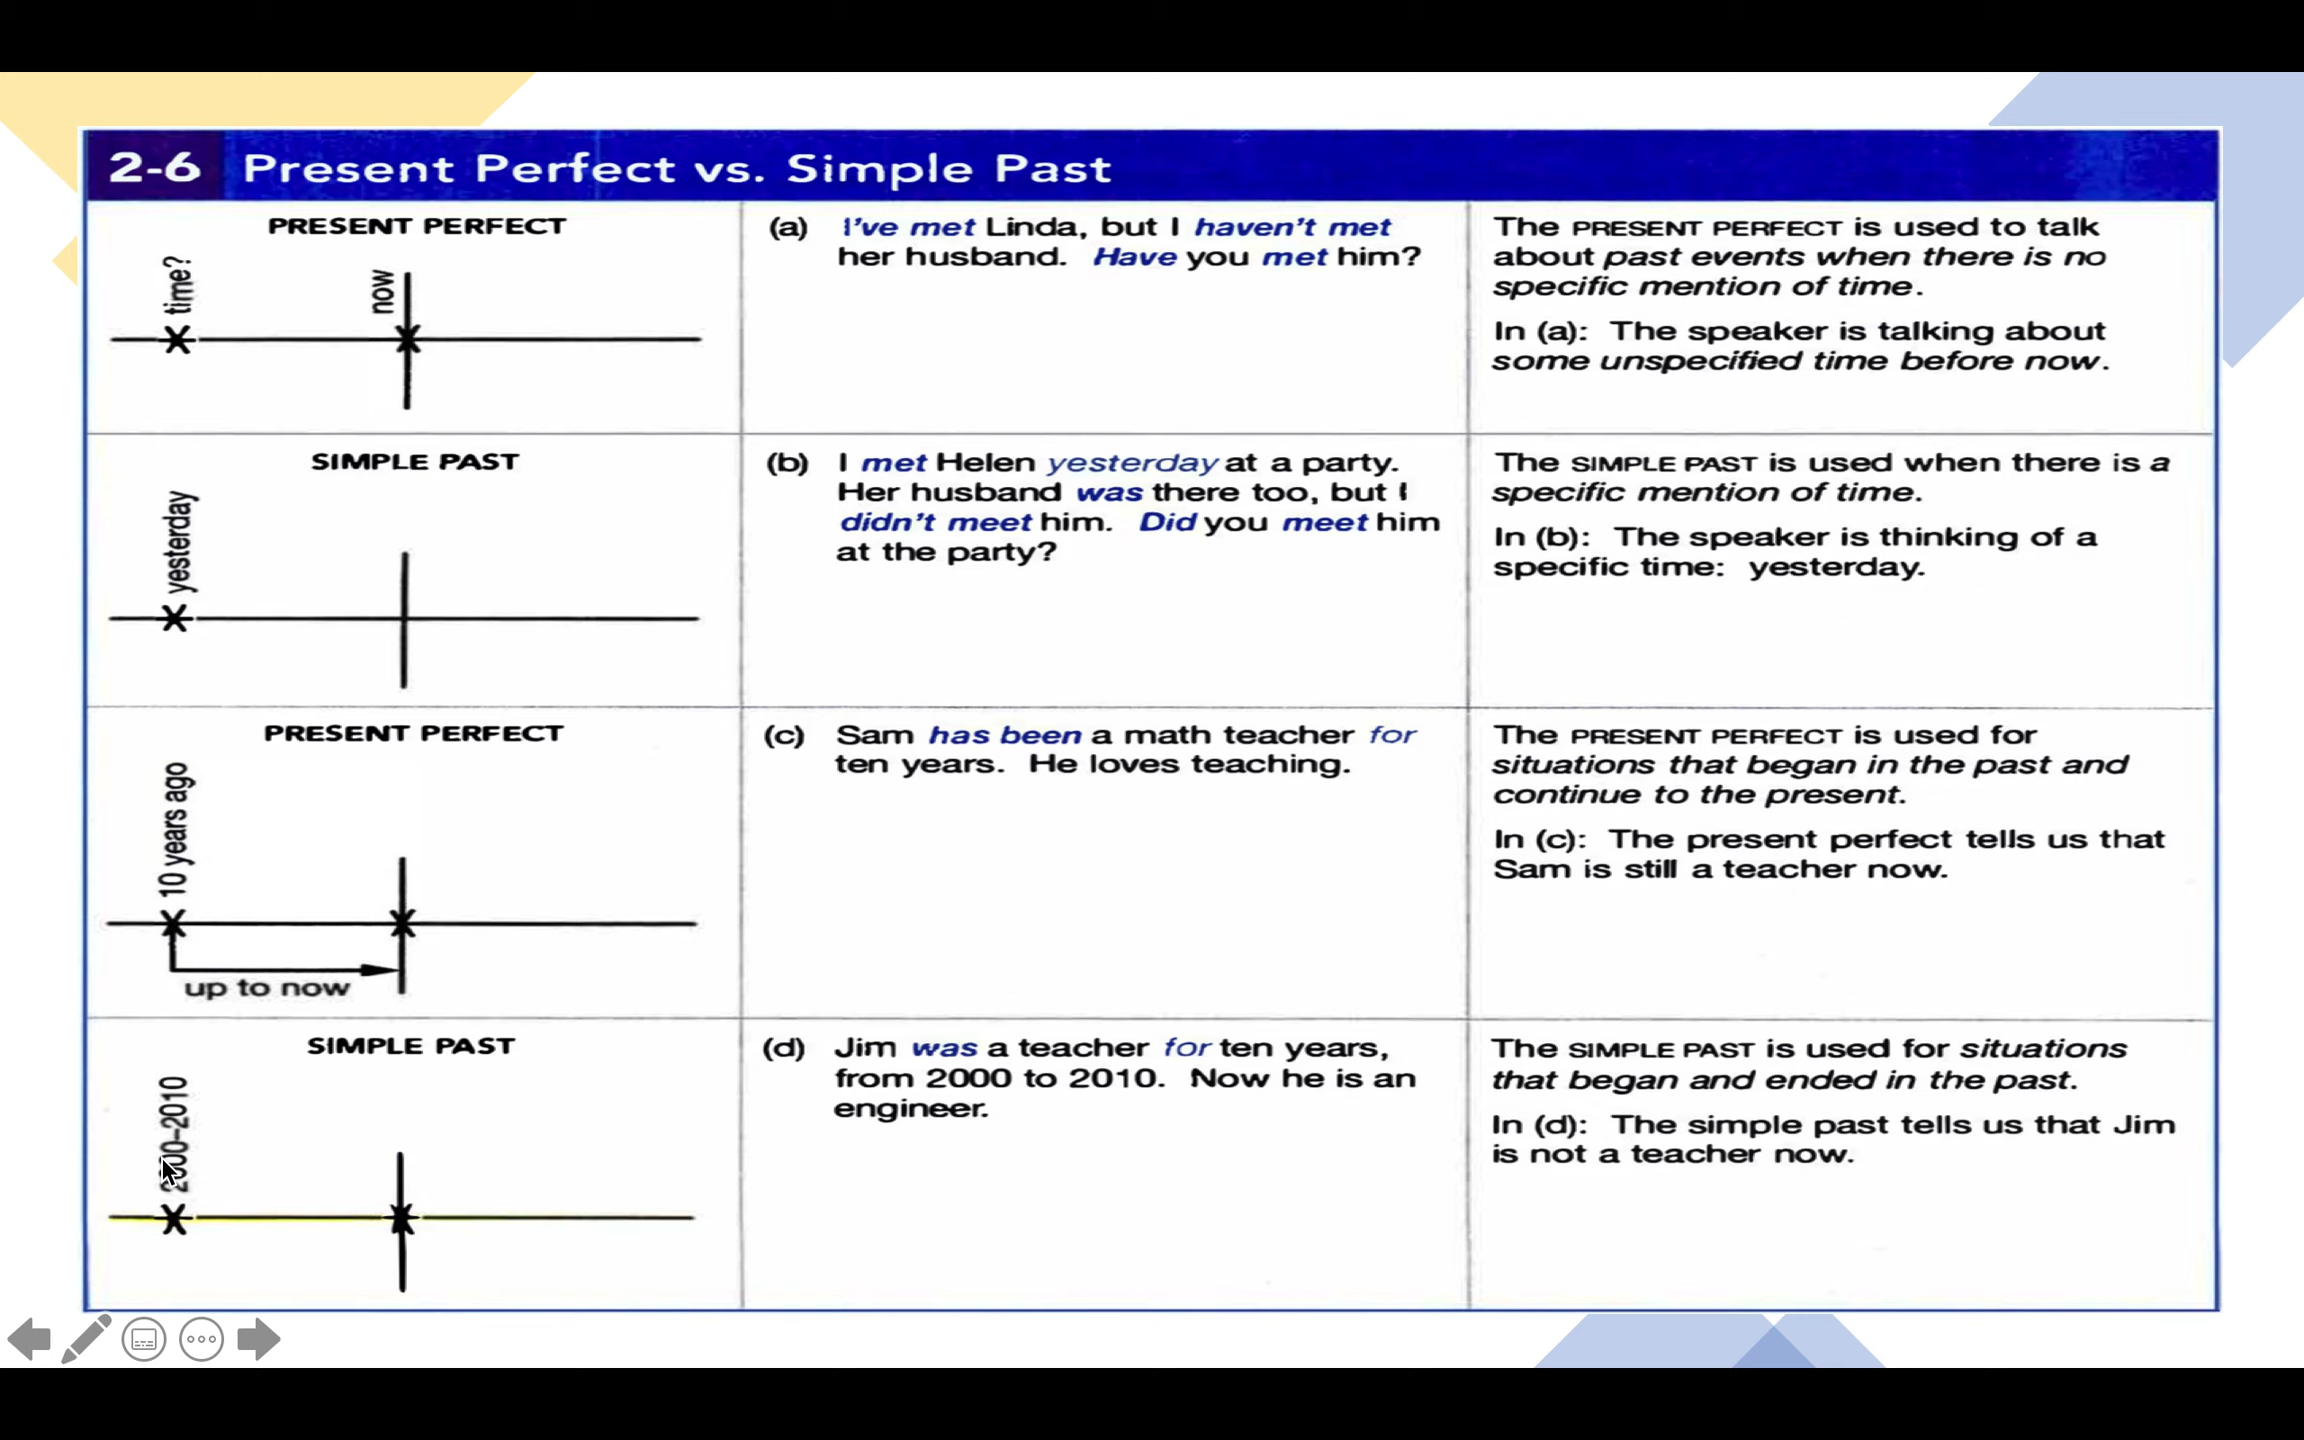 2-6 Present Perfect vs. Simple Past
PRESENT PERFECT
time?
now
(a) I've met Linda, but I haven't met
her husband. Have you met him?
The PRESENT PERFECT is used to talk
about past events when there is no
specific mention of time.
In (a): The speaker is talking about
some unspecified time before now.
SIMPLE PAST
yesterday
(b) I met Helen yesterday at a party.
Her husband was there too, but I
didn't meet him. Did you meet him
at the party?
The SIMPLE PAST is used when there is a
specific mention of time.
In (b): The speaker is thinking of a
specific time: yesterday.
PRESENT PERFECT
10 years ago
up to now
(c) Sam has been a math teacher for
ten years. He loves teaching.
The PRESENT PERFECT is used for
situations that began in the past and
continue to the present.
In (c): The present perfect tells us that
Sam is still a teacher now.
SIMPLE PAST
2000–2010
(d) Jim was a teacher for ten years,
from 2000 to 2010. Now he is an
engineer.
The SIMPLE PAST is used for situations
that began and ended in the past.
In (d): The simple past tells us that Jim
is not a teacher now.